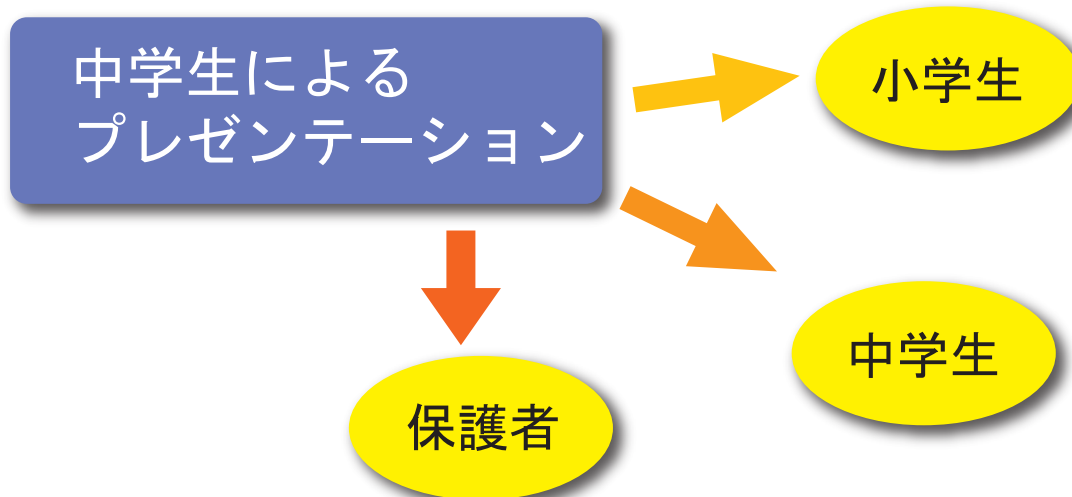 中学生による
プレゼンテーション
小学生
中学生
保護者